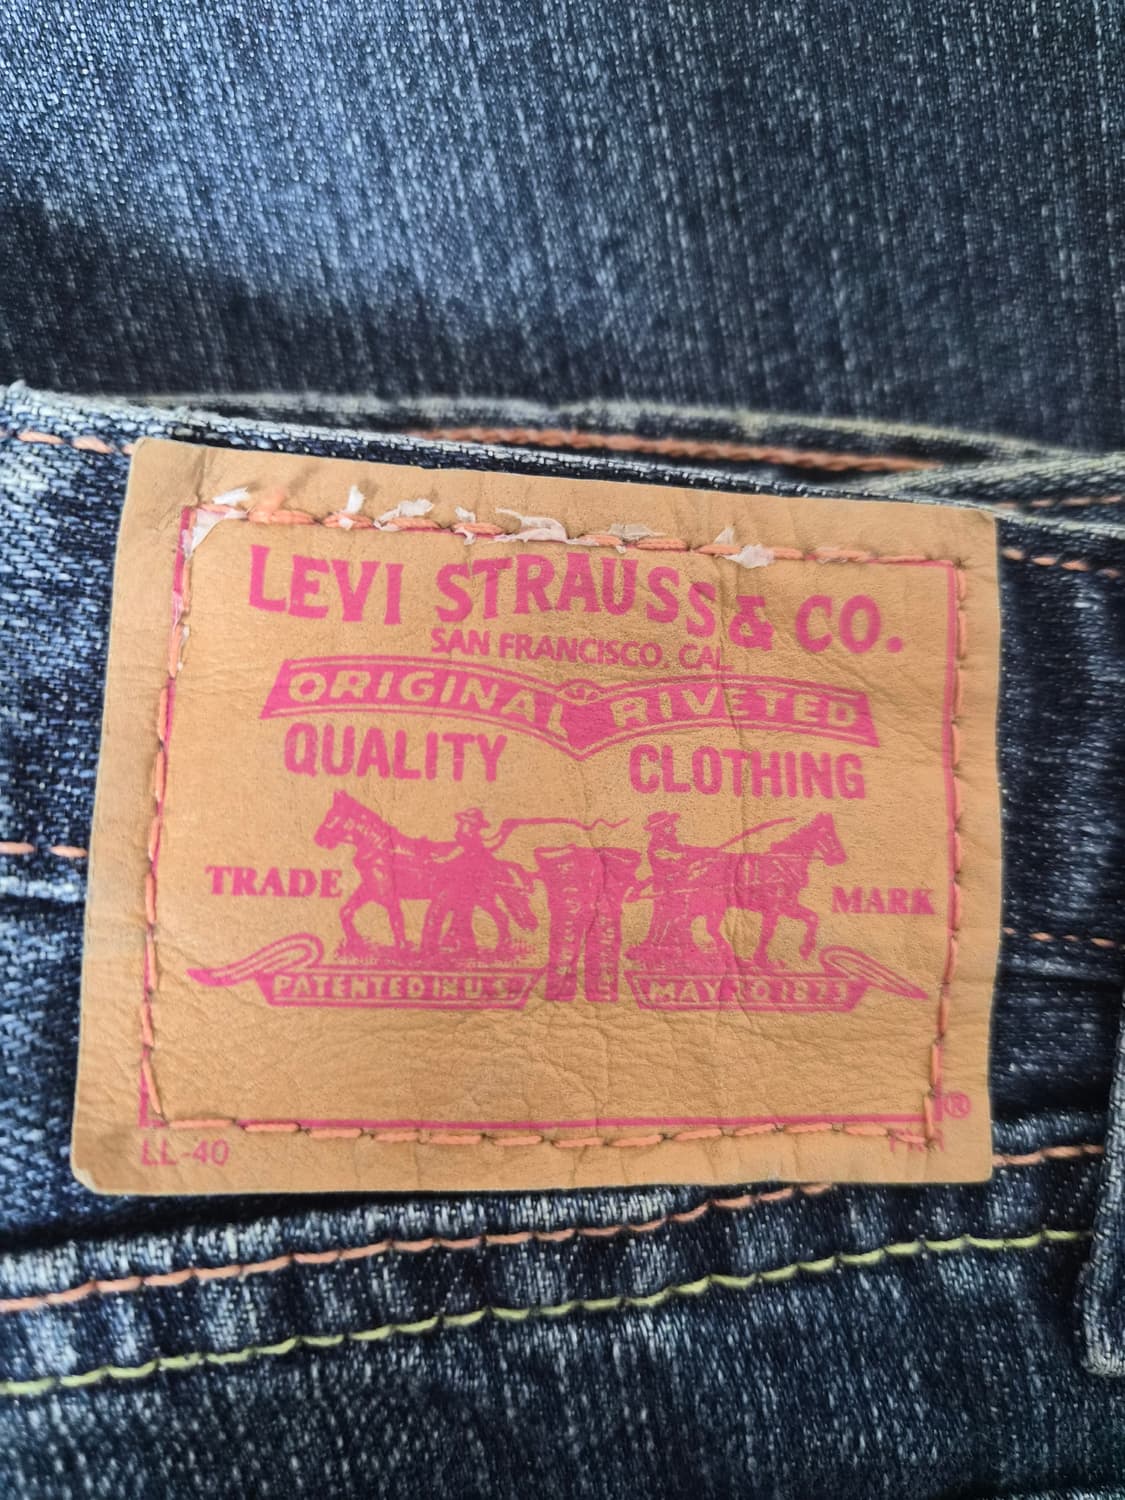 LEVI STRAUSS & CO.
SAN FRANCISCO, CAL.
ORIGINAL RIVETED
QUALITY CLOTHING
TRADE MARK
PATENTED IN U.S. MAY 20 1873
®
LL-40